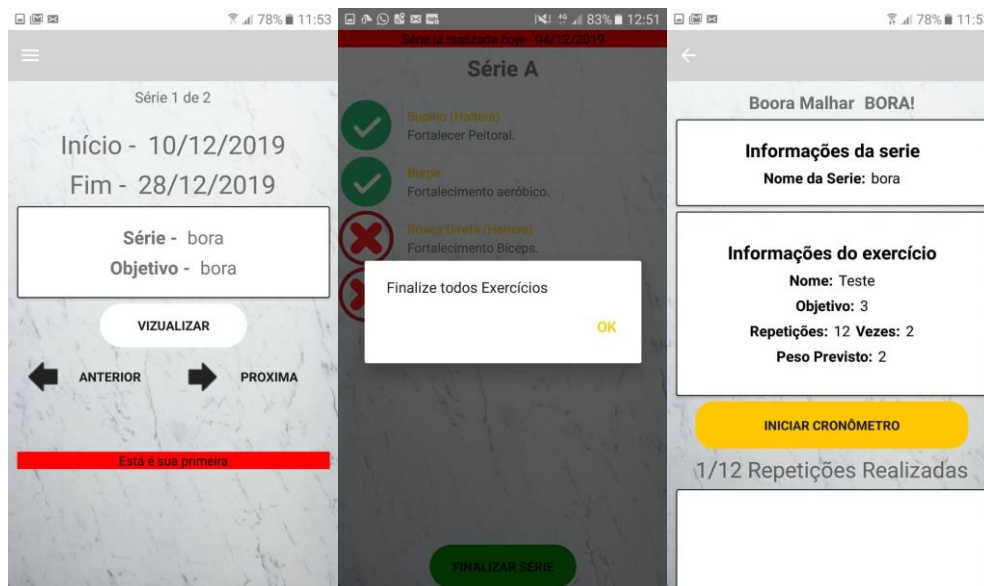 78% 11:53
Série 1 de 2
Início - 10/12/2019
Fim - 28/12/2019
Série - bora
Objetivo - bora
VIZUALIZAR
ANTERIOR
PROXIMA
Está é sua primeira
83% 12:51
Série ja realizada hoje 04/12/2019
Série A
Supino (Haltere)
Fortalecer Peitoral.
Burpe
Fortalecimento aeróbico.
Rosca Direta (Haltere)
Fortalecimento Bíceps.
Finalize todos Exercícios
OK
FINALIZAR SÉRIE
78% 11:53
Boora Malhar BORA!
Informações da serie
Nome da Serie: bora
Informações do exercício
Nome: Teste
Objetivo: 3
Repetições: 12 Vezes: 2
Peso Previsto: 2
INICIAR CRONÔMETRO
1/12 Repetições Realizadas